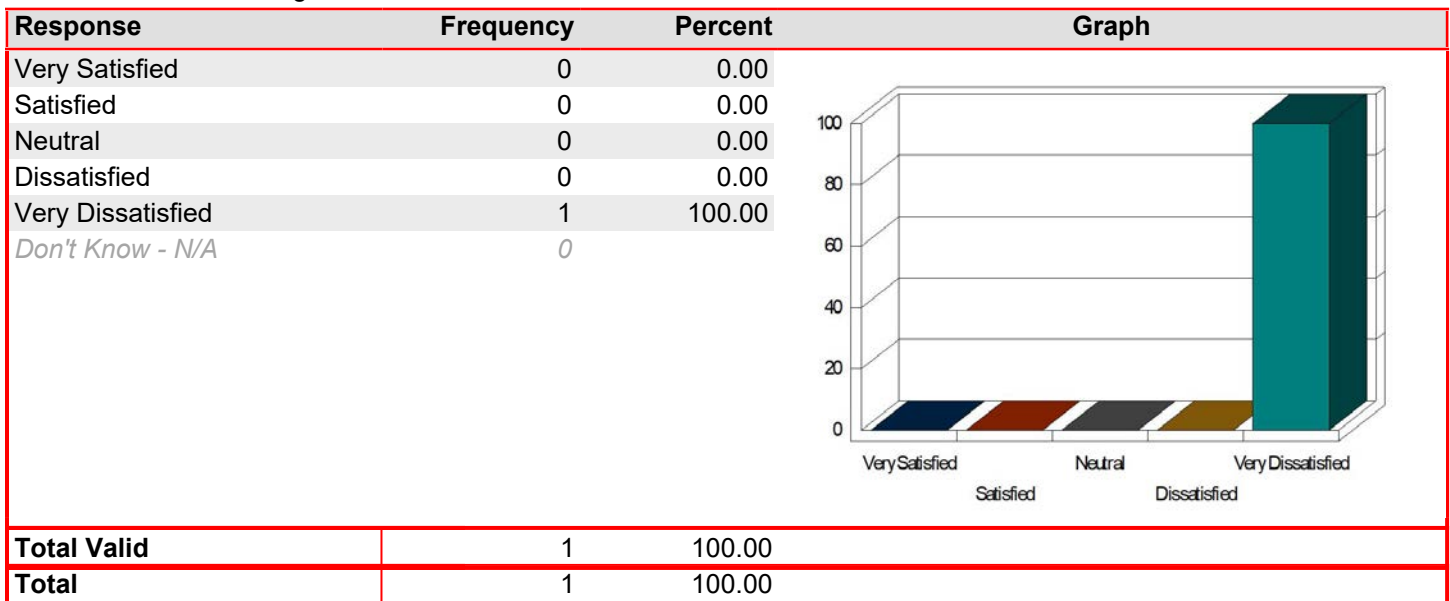 Response Frequency Percent Graph
Very Satisfied 0 0.00
Satisfied 0 0.00
Neutral 0 0.00
Dissatisfied 0 0.00
Very Dissatisfied 1 100.00
Don't Know - N/A 0
100
80
60
40
20
0
Very Satisfied Neutral Very Dissatisfied
Satisfied Dissatisfied
Total Valid 1 100.00
Total 1 100.00